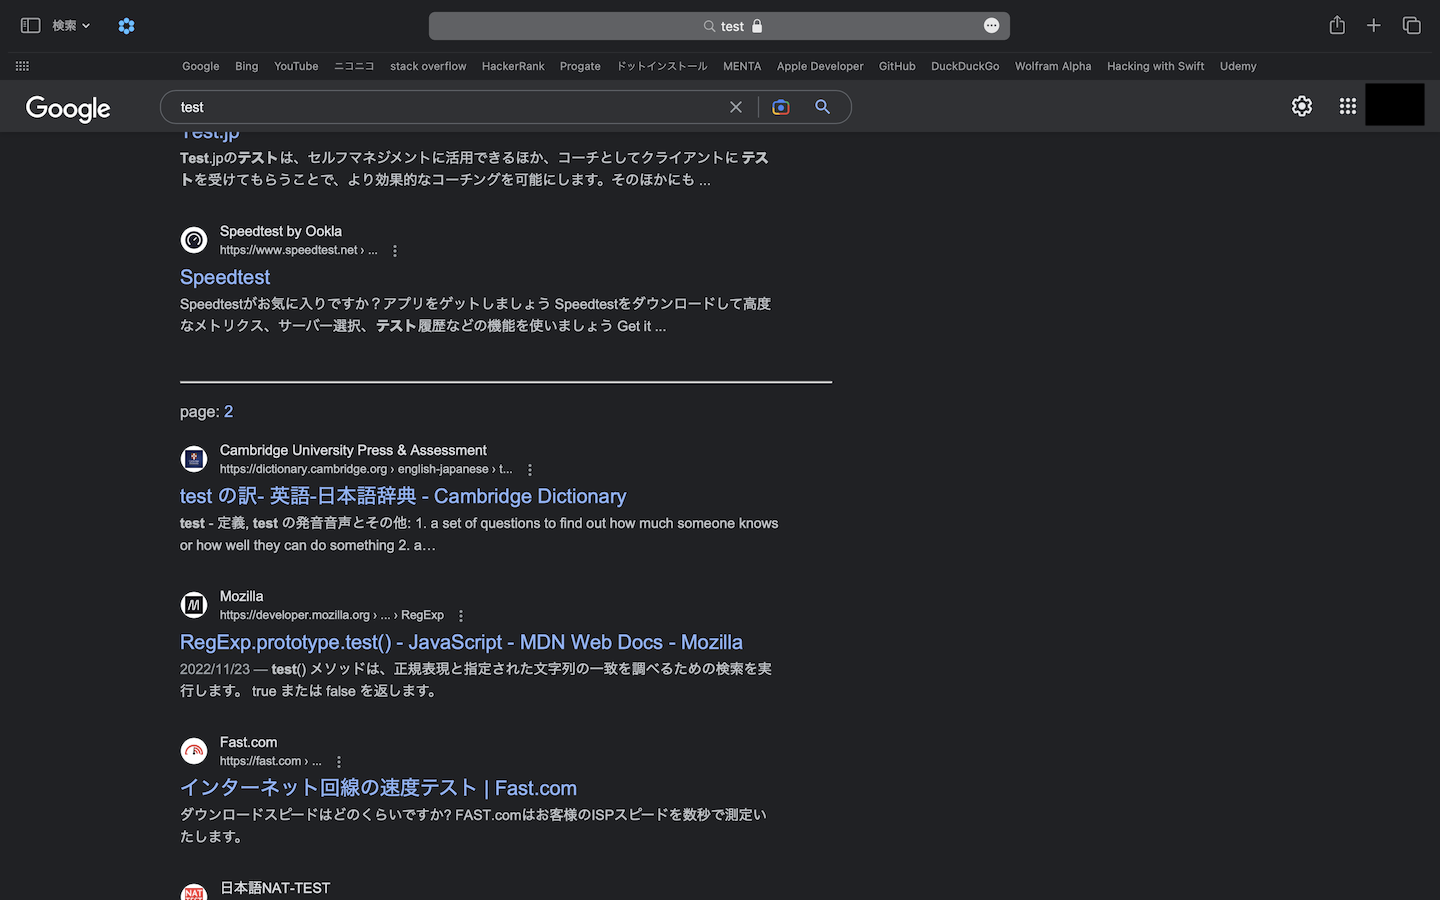 検索
test
Google
Bing
YouTube
ニコニコ
stack overflow
HackerRank
Progate
ドットインストール
MENTA
Apple Developer
GitHub
DuckDuckGo
Wolfram Alpha
Hacking with Swift
Udemy
Google
test
Test.jp
Test.jpのテストは、セルフマネジメントに活用できるほか、コーチとしてクライアントに テス
トを受けてもらうことで、より効果的なコーチングを可能にします。そのほかにも ...
Speedtest by Ookla
https://www.speedtest.net › ...
Speedtest
Speedtestがお気に入りですか？アプリをゲットしましょう Speedtestをダウンロードして高度
なメトリクス、サーバー選択、テスト履歴などの機能を使いましょう Get it ...
page: 2
Cambridge University Press & Assessment
https://dictionary.cambridge.org › english-japanese › t...
test の訳- 英語-日本語辞典 - Cambridge Dictionary
test - 定義, test の発音音声とその他: 1. a set of questions to find out how much someone knows
or how well they can do something 2. a…
Mozilla
https://developer.mozilla.org › ... › RegExp
RegExp.prototype.test() - JavaScript - MDN Web Docs - Mozilla
2022/11/23 — test() メソッドは、正規表現と指定された文字列の一致を調べるための検索を実
行します。 true または false を返します。
Fast.com
https://fast.com › ...
インターネット回線の速度テスト | Fast.com
ダウンロードスピードはどのくらいですか? FAST.comはお客様のISPスピードを数秒で測定い
たします。
NAT
日本語NAT-TEST